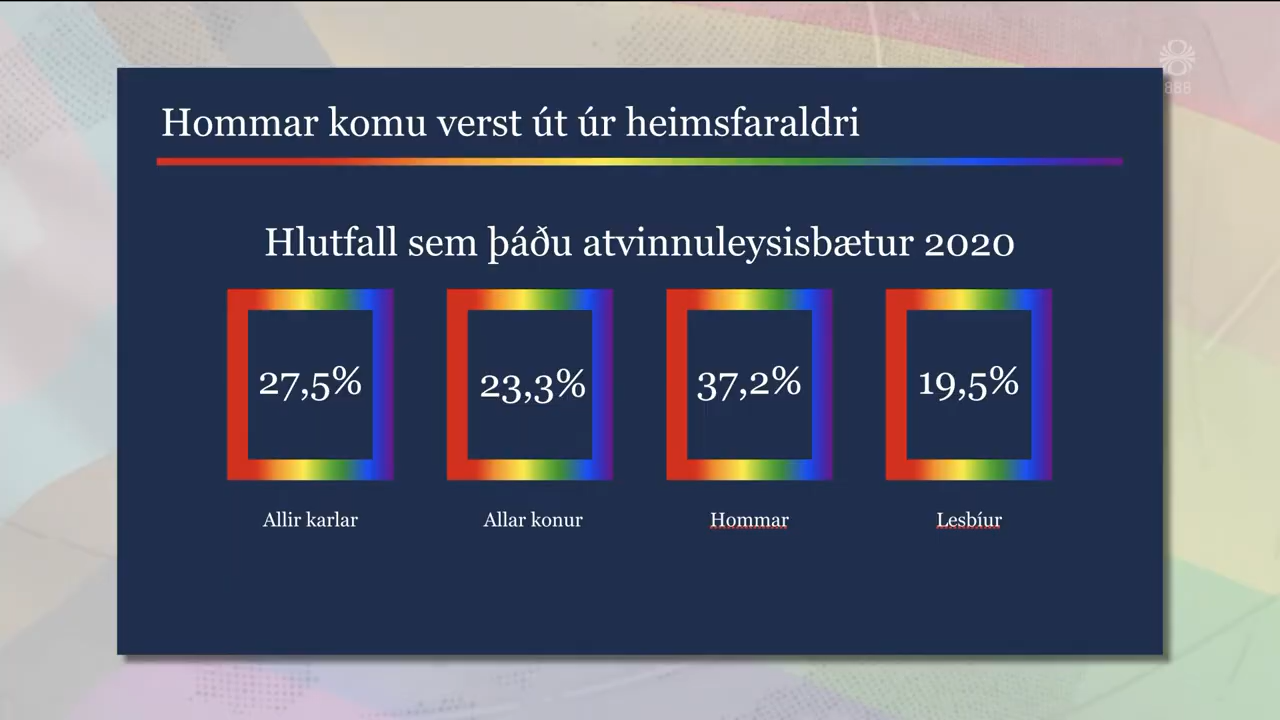 888
Hommar komu verst út úr heimsfaraldri
Hlutfall sem þáðu atvinnuleysisbætur 2020
27,5% 23,3% 37,2% 19,5%
Allir karlar Allar konur Hommar Lesbíur